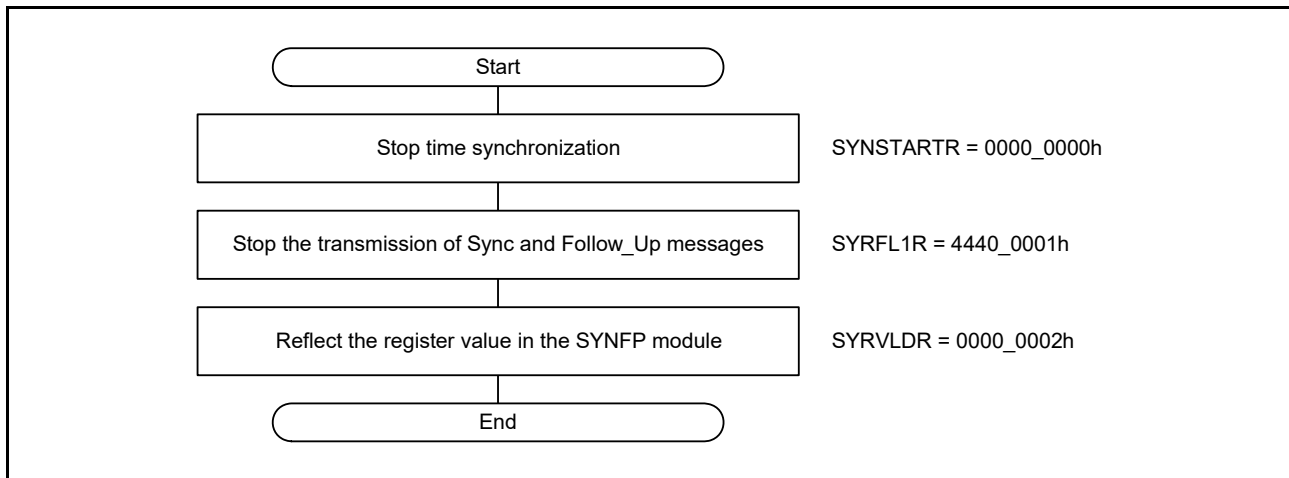 Start
Stop time synchronization SYNSTARTR = 0000_0000h
Stop the transmission of Sync and Follow_Up messages SYRFL1R = 4440_0001h
Reflect the register value in the SYNFP module SYRVLDR = 0000_0002h
End